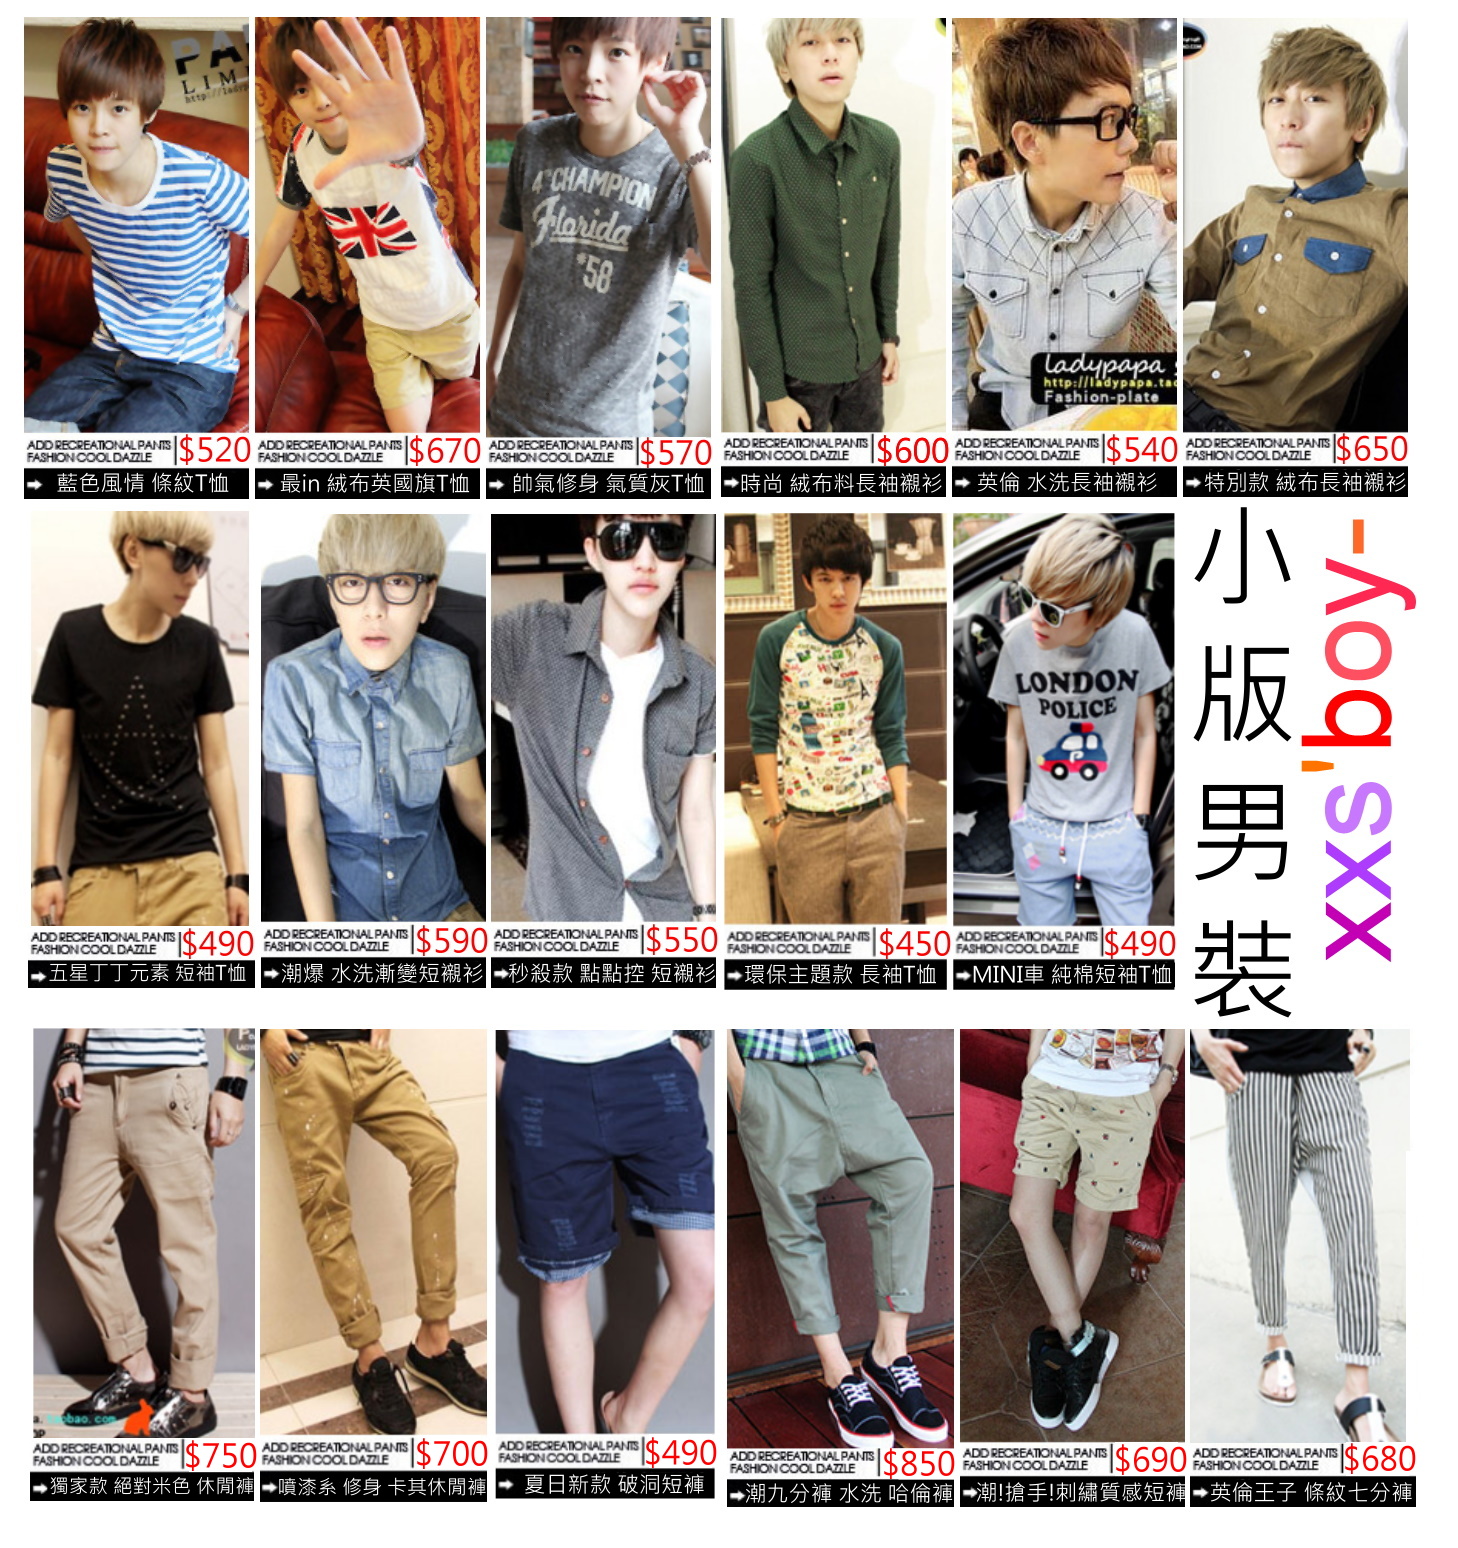 PA
LIMI
4 CHAMPION
Florida
#58
ladypapa
http://ladypapa.tao
Fashion-plate
ADD RECREATIONAL PANTS
FASHION COOL DAZZLE
$520
ADD RECREATIONAL PANTS
FASHION COOL DAZZLE
$670
ADD RECREATIONAL PANTS
FASHION COOL DAZZLE
$570
ADD RECREATIONAL PANTS
FASHION COOL DAZZLE
$600
ADD RECREATIONAL PANTS
FASHION COOL DAZZLE
$540
ADD RECREATIONAL PANTS
FASHION COOL DAZZLE
$650
藍色風情 條紋T恤
最in 絨布英國旗T恤
帥氣修身 氣質灰T恤
時尚 絨布料長袖襯衫
英倫 水洗長袖襯衫
特別款 絨布長袖襯衫
LONDON
POLICE
P
小版男裝
xxs'boy-
ADD RECREATIONAL PANTS
FASHION COOL DAZZLE
$490
ADD RECREATIONAL PANTS
FASHION COOL DAZZLE
$590
ADD RECREATIONAL PANTS
FASHION COOL DAZZLE
$550
ADD RECREATIONAL PANTS
FASHION COOL DAZZLE
$450
ADD RECREATIONAL PANTS
FASHION COOL DAZZLE
$490
五星丁丁元素 短袖T恤
潮爆 水洗漸變短襯衫
秒殺款 點點控 短襯衫
環保主題款 長袖T恤
MINI車 純棉短袖T恤
a. taobao. com
OP
ADD RECREATIONAL PANTS
FASHION COOL DAZZLE
$750
ADD RECREATIONAL PANTS
FASHION COOL DAZZLE
$700
ADD RECREATIONAL PANTS
FASHION COOL DAZZLE
$490
ADD RECREATIONAL PANTS
FASHION COOL DAZZLE
$850
ADD RECREATIONAL PANTS
FASHION COOL DAZZLE
$690
ADD RECREATIONAL PANTS
FASHION COOL DAZZLE
$680
獨家款 絕對米色 休閒褲
噴漆系 修身 卡其休閒褲
夏日新款 破洞短褲
潮九分褲 水洗 哈倫褲
潮!搶手!刺繡質感短褲
英倫王子 條紋七分褲